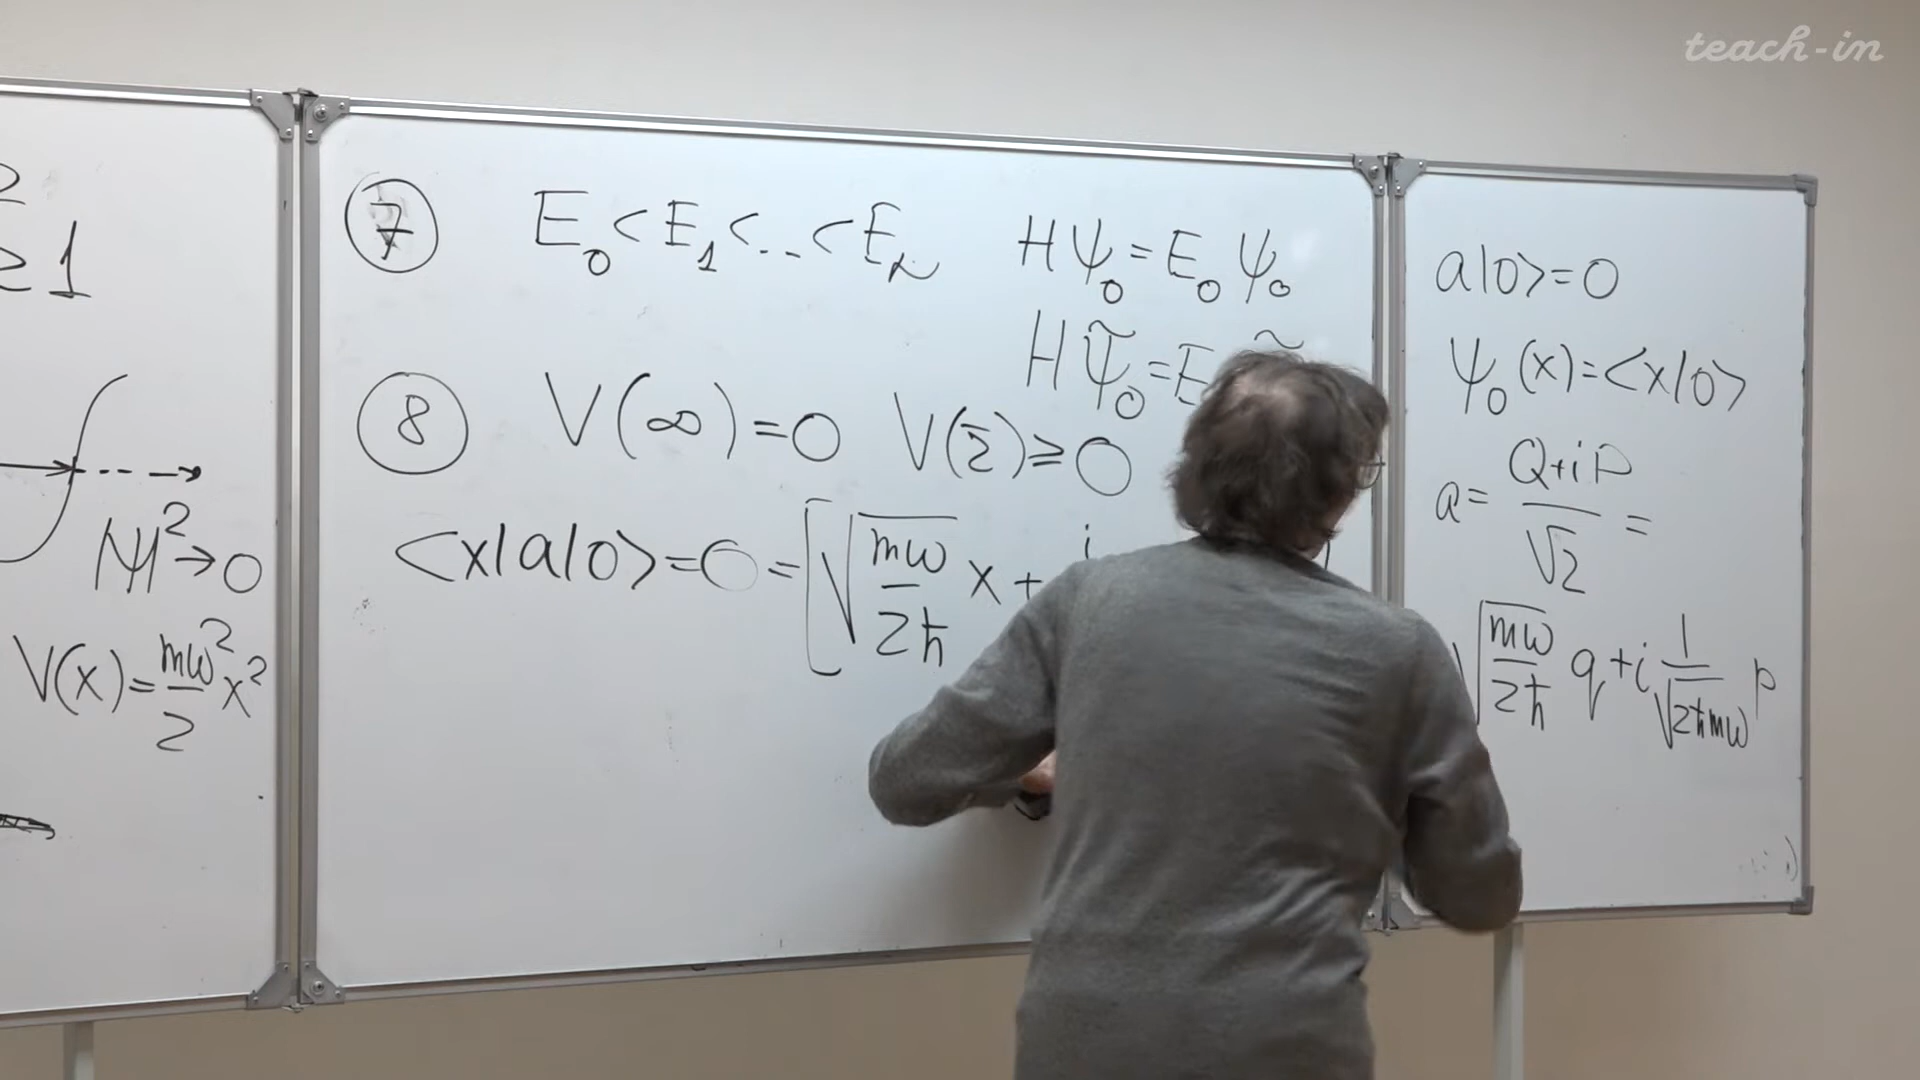 teach-in
2
≥1
|ψ|²→0
V(x)=mω²/2 x²
⑦ E₀<E₁<...<Eₙ Hψ₀=E₀ψ₀
Hψ̃₀=E
⑧ V(∞)=0 V(
)≥0
<x|a|0>=0=[√(mω/2ħ) x+ i
a|0>=0
ψ₀(x)=<x|0>
a=(Q+iP)/√2=
√(mω/2ħ) q+i 1/√(2ħmω) p